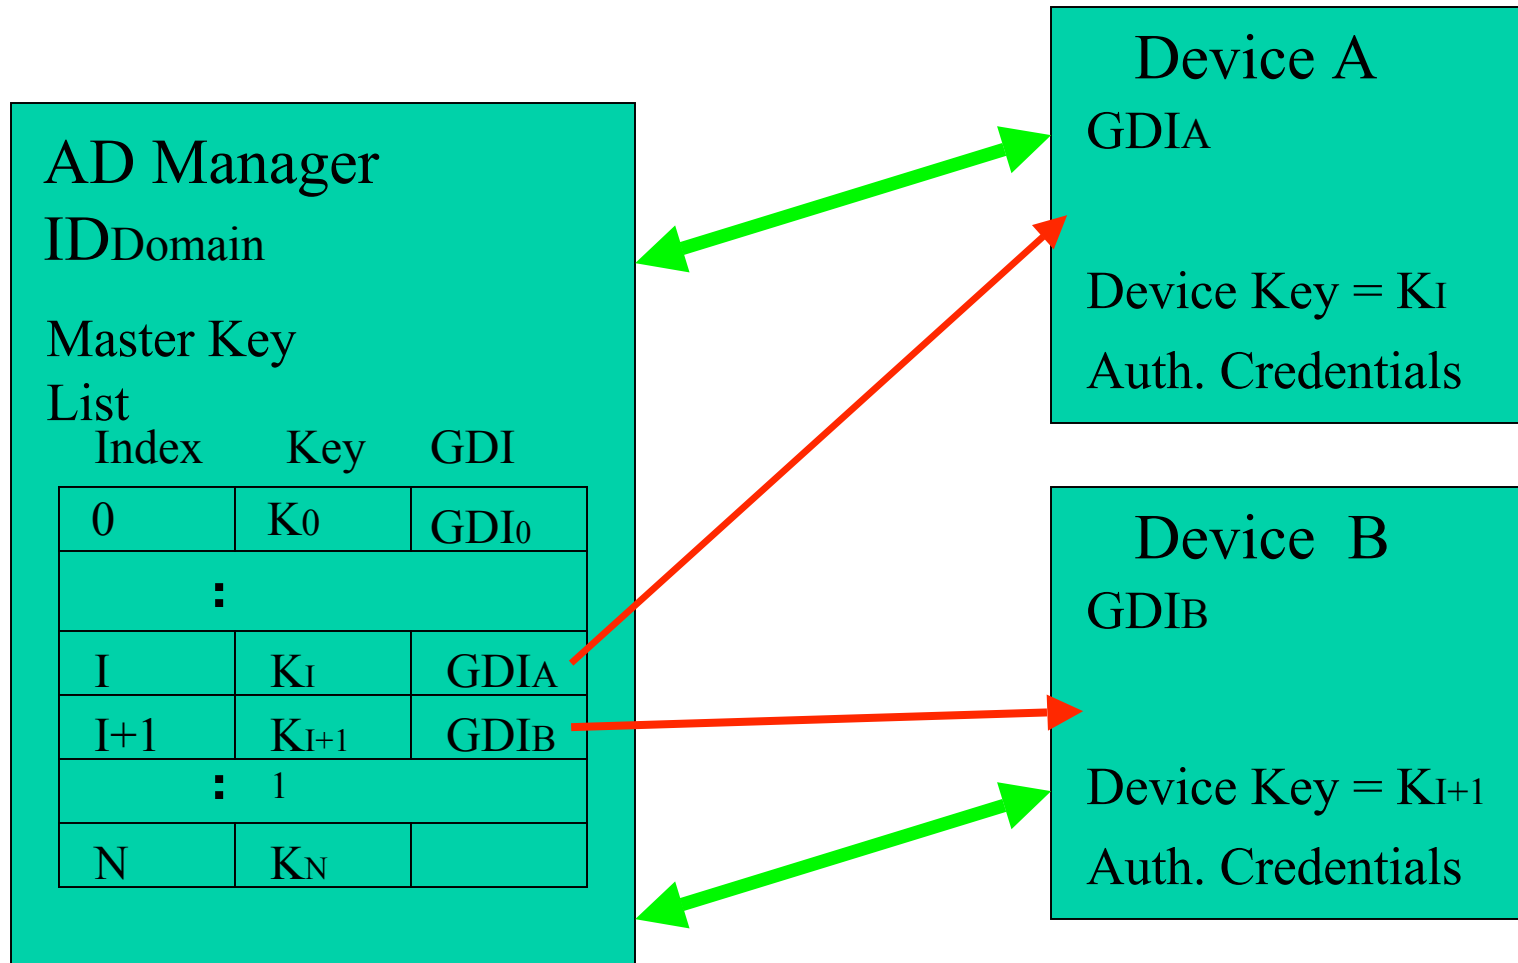 AD Manager
IDDomain
Master Key
List
Index Key GDI
0 K0 GDI0
:
I KI GDIA
I+1 KI+1 GDIB
: 1
N KN
Device A
GDIA
Device Key = KI
Auth. Credentials
Device B
GDIB
Device Key = KI+1
Auth. Credentials